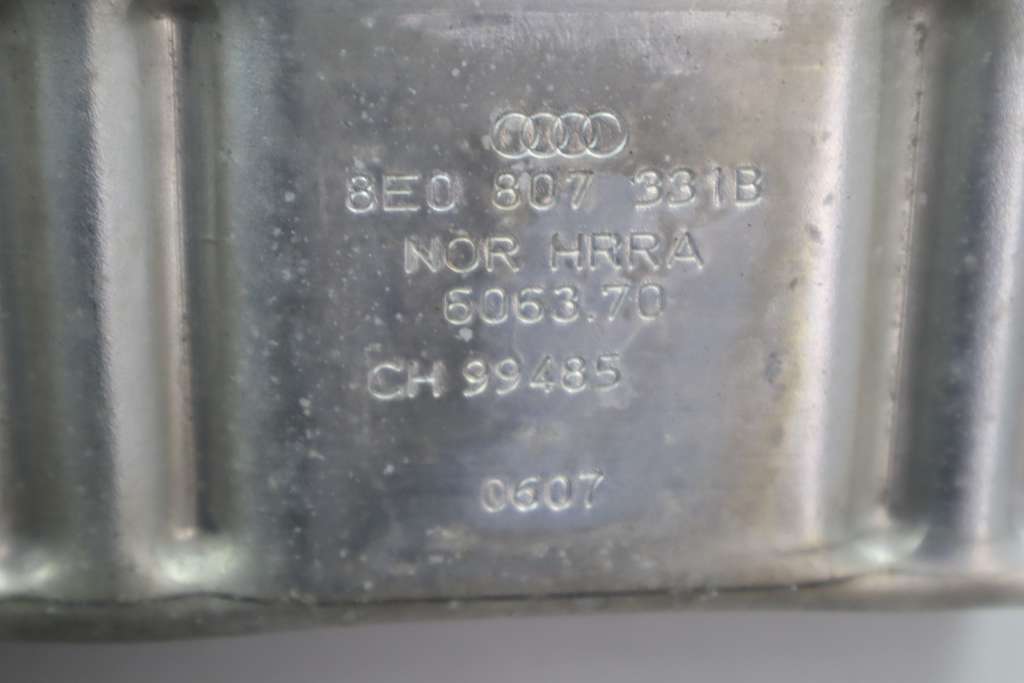 8E0 807 331B
NOR HRRA
6063.70
CH 99485
0607